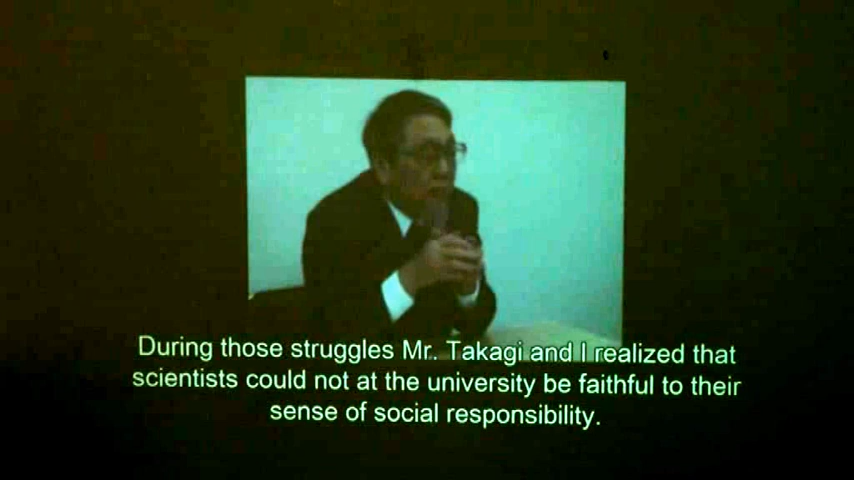 During those struggles Mr. Takagi and I realized that
scientists could not at the university be faithful to their
sense of social responsibility.